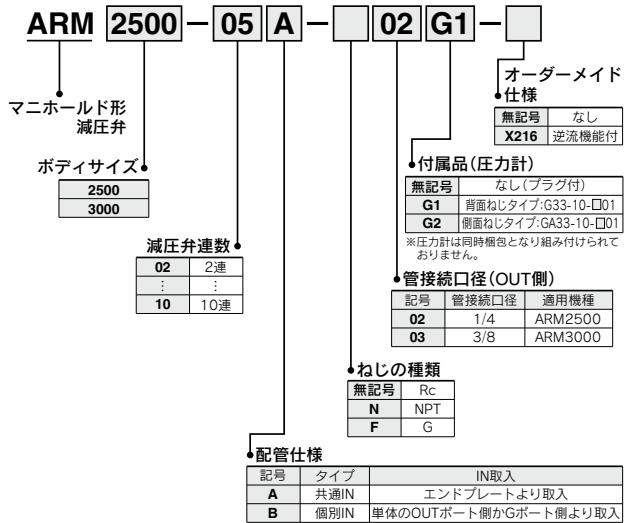 ARM 2500 - 05 A - □ 02 G1 - □
マニホールド形
減圧弁
ボディサイズ
2500
3000
減圧弁連数
02 2連
⋮ ⋮
10 10連
配管仕様
記号 タイプ IN取入
A 共通IN エンドプレートより取入
B 個別IN 単体のOUTポート側かGポート側より取入
ねじの種類
無記号 Rc
N NPT
F G
管接続口径(OUT側)
記号 管接続口径 適用機種
02 1/4 ARM2500
03 3/8 ARM3000
付属品(圧力計)
無記号 なし(プラグ付)
G1 背面ねじタイプ:G33-10-□01
G2 側面ねじタイプ:GA33-10-□01
※圧力計は同時梱包となり組み付けられて
おりません。
オーダーメイド
仕様
無記号 なし
X216 逆流機能付